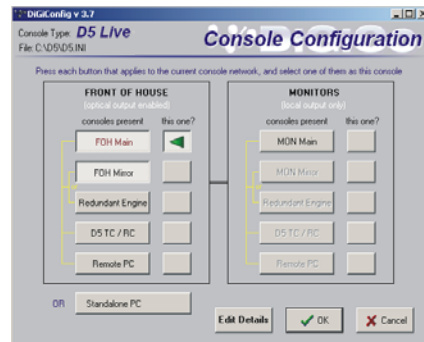 DiGiConfig v 3.7
Console Type: D5 Live
File: C:\D5\D5.INI
Console Configuration
Press each button that applies to the current console network, and select one of them as this console
FRONT OF HOUSE
(optical output enabled)
consoles present this one?
FOH Main
FOH Mirror
Redundant Engine
D5 TC / RC
Remote PC
MONITORS
(local output only)
consoles present this one?
MON Main
MON Mirror
Redundant Engine
D5 TC / RC
Remote PC
OR Standalone PC
Edit Details
OK
Cancel